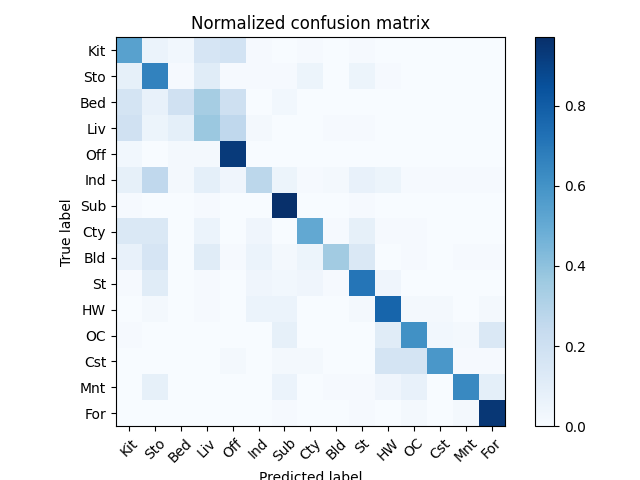 Normalized confusion matrix
Kit
Sto
Bed
Liv
Off
Ind
Sub
Cty
Bld
St
HW
OC
Cst
Mnt
For
True label
Kit Sto Bed Liv Off Ind Sub Cty Bld St HW OC Cst Mnt For
Predicted label
0.8
0.6
0.4
0.2
0.0